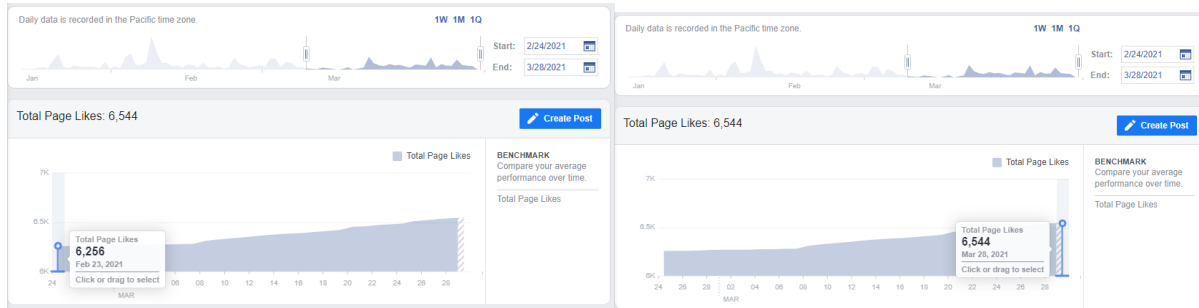 Daily data is recorded in the Pacific time zone.
1W 1M 1Q
Start: 2/24/2021
End: 3/28/2021
Jan Feb Mar
Total Page Likes: 6,544
Create Post
Total Page Likes
BENCHMARK
Compare your average
performance over time.
Total Page Likes
7K
6.5K
6K
Total Page Likes
6,256
Feb 23, 2021
Click or drag to select
24 06 08 10 12 14 16 18 20 22 24 26 28
MAR
Daily data is recorded in the Pacific time zone.
1W 1M 1Q
Start: 2/24/2021
End: 3/28/2021
Jan Feb Mar
Total Page Likes: 6,544
Create Post
Total Page Likes
BENCHMARK
Compare your average
performance over time.
Total Page Likes
7K
6.5K
6K
Total Page Likes
6,544
Mar 28, 2021
Click or drag to select
24 26 28 02 04 06 08 10 12 14 16 18 20 22 24 26 28
MAR